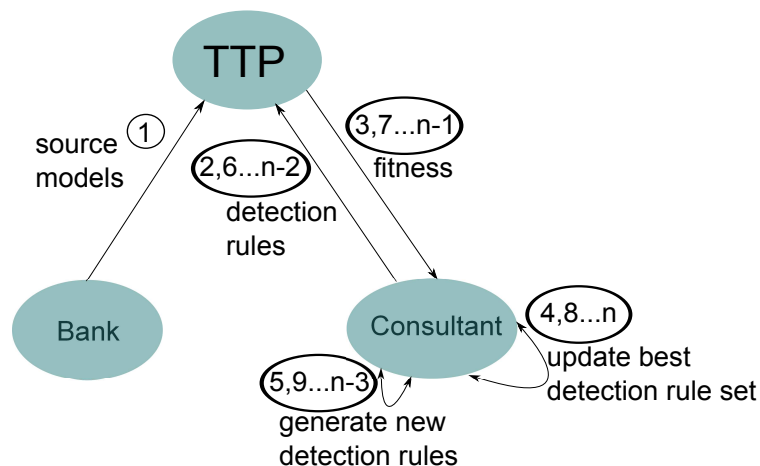 TTP
1
source
models
3,7...n-1
fitness
2,6...n-2
detection
rules
Bank
Consultant
4,8...n
update best
detection rule set
5,9...n-3
generate new
detection rules